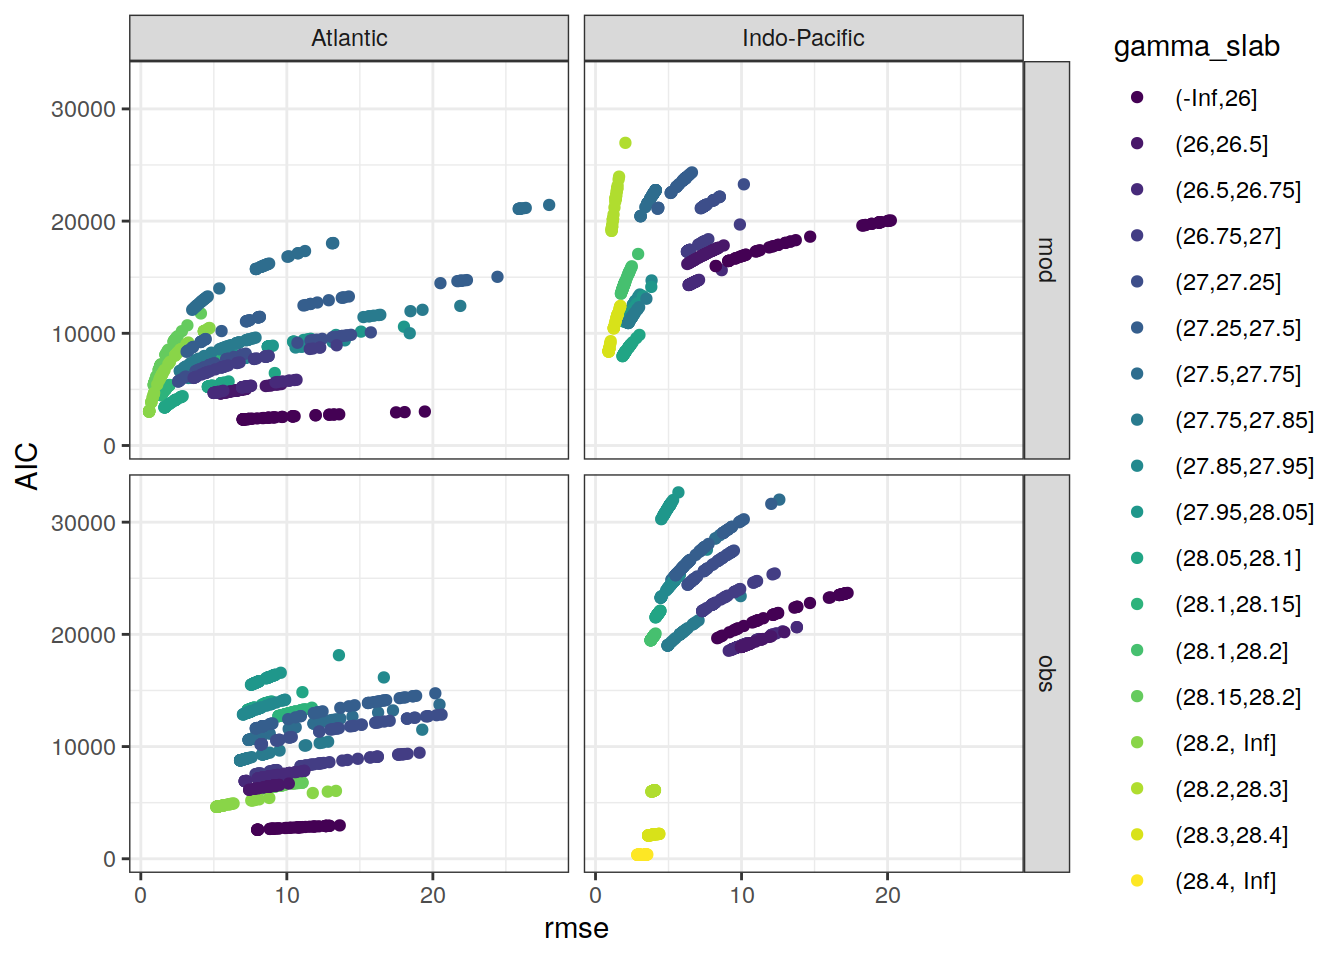 Atlantic
Indo-Pacific
gamma_slab
(-Inf,26]
(26,26.5]
(26.5,26.75]
(26.75,27]
(27,27.25]
(27.25,27.5]
(27.5,27.75]
(27.75,27.85]
(27.85,27.95]
(27.95,28.05]
(28.05,28.1]
(28.1,28.15]
(28.1,28.2]
(28.15,28.2]
(28.2, Inf]
(28.2,28.3]
(28.3,28.4]
(28.4, Inf]
30000
20000
10000
0
mod
AIC
30000
20000
10000
0
obs
0
10
20
0
10
20
rmse